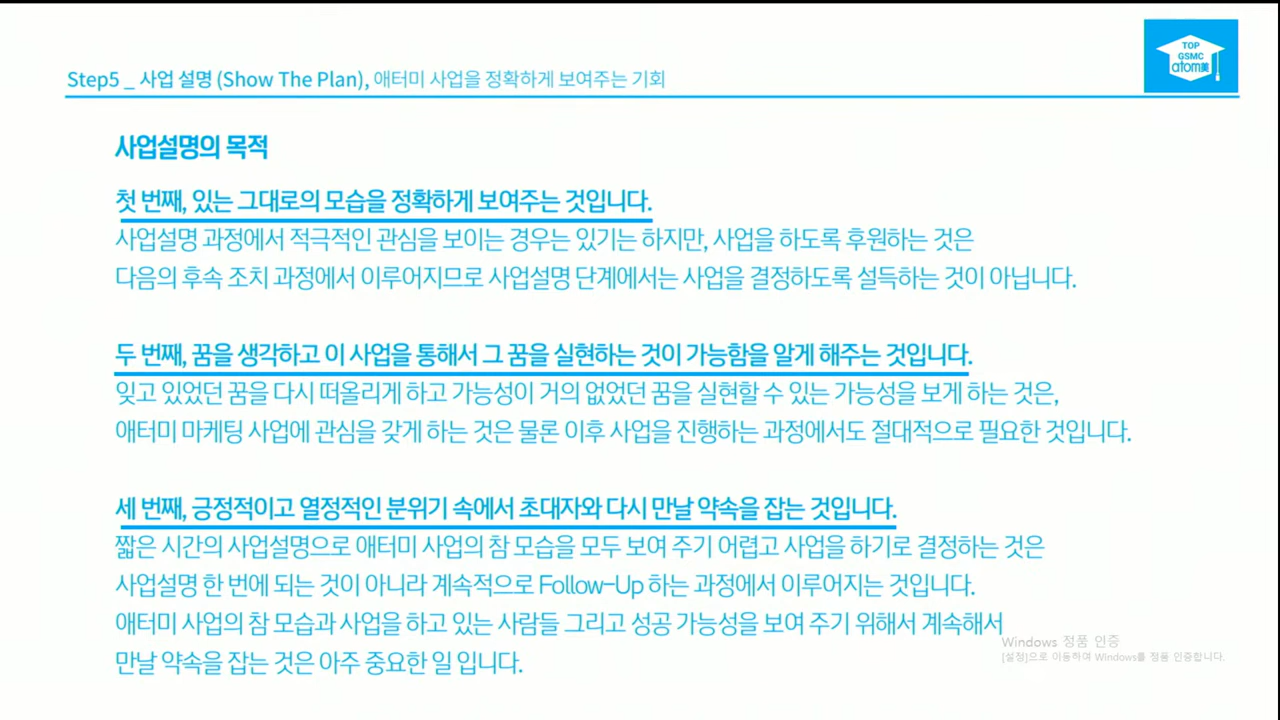 Step5 _ 사업 설명 (Show The Plan), 애터미 사업을 정확하게 보여주는 기회
TOP
GSMC
atom美
사업설명의 목적
첫 번째, 있는 그대로의 모습을 정확하게 보여주는 것입니다.
사업설명 과정에서 적극적인 관심을 보이는 경우는 있기는 하지만, 사업을 하도록 후원하는 것은
다음의 후속 조치 과정에서 이루어지므로 사업설명 단계에서는 사업을 결정하도록 설득하는 것이 아닙니다.
두 번째, 꿈을 생각하고 이 사업을 통해서 그 꿈을 실현하는 것이 가능함을 알게 해주는 것입니다.
잊고 있었던 꿈을 다시 떠올리게 하고 가능성이 거의 없었던 꿈을 실현할 수 있는 가능성을 보게 하는 것은,
애터미 마케팅 사업에 관심을 갖게 하는 것은 물론 이후 사업을 진행하는 과정에서도 절대적으로 필요한 것입니다.
세 번째, 긍정적이고 열정적인 분위기 속에서 초대자와 다시 만날 약속을 잡는 것입니다.
짧은 시간의 사업설명으로 애터미 사업의 참 모습을 모두 보여 주기 어렵고 사업을 하기로 결정하는 것은
사업설명 한 번에 되는 것이 아니라 계속적으로 Follow-Up 하는 과정에서 이루어지는 것입니다.
애터미 사업의 참 모습과 사업을 하고 있는 사람들 그리고 성공 가능성을 보여 주기 위해서 계속해서
만날 약속을 잡는 것은 아주 중요한 일 입니다.
Windows 정품 인증
[설정]으로 이동하여 Windows를 정품 인증합니다.